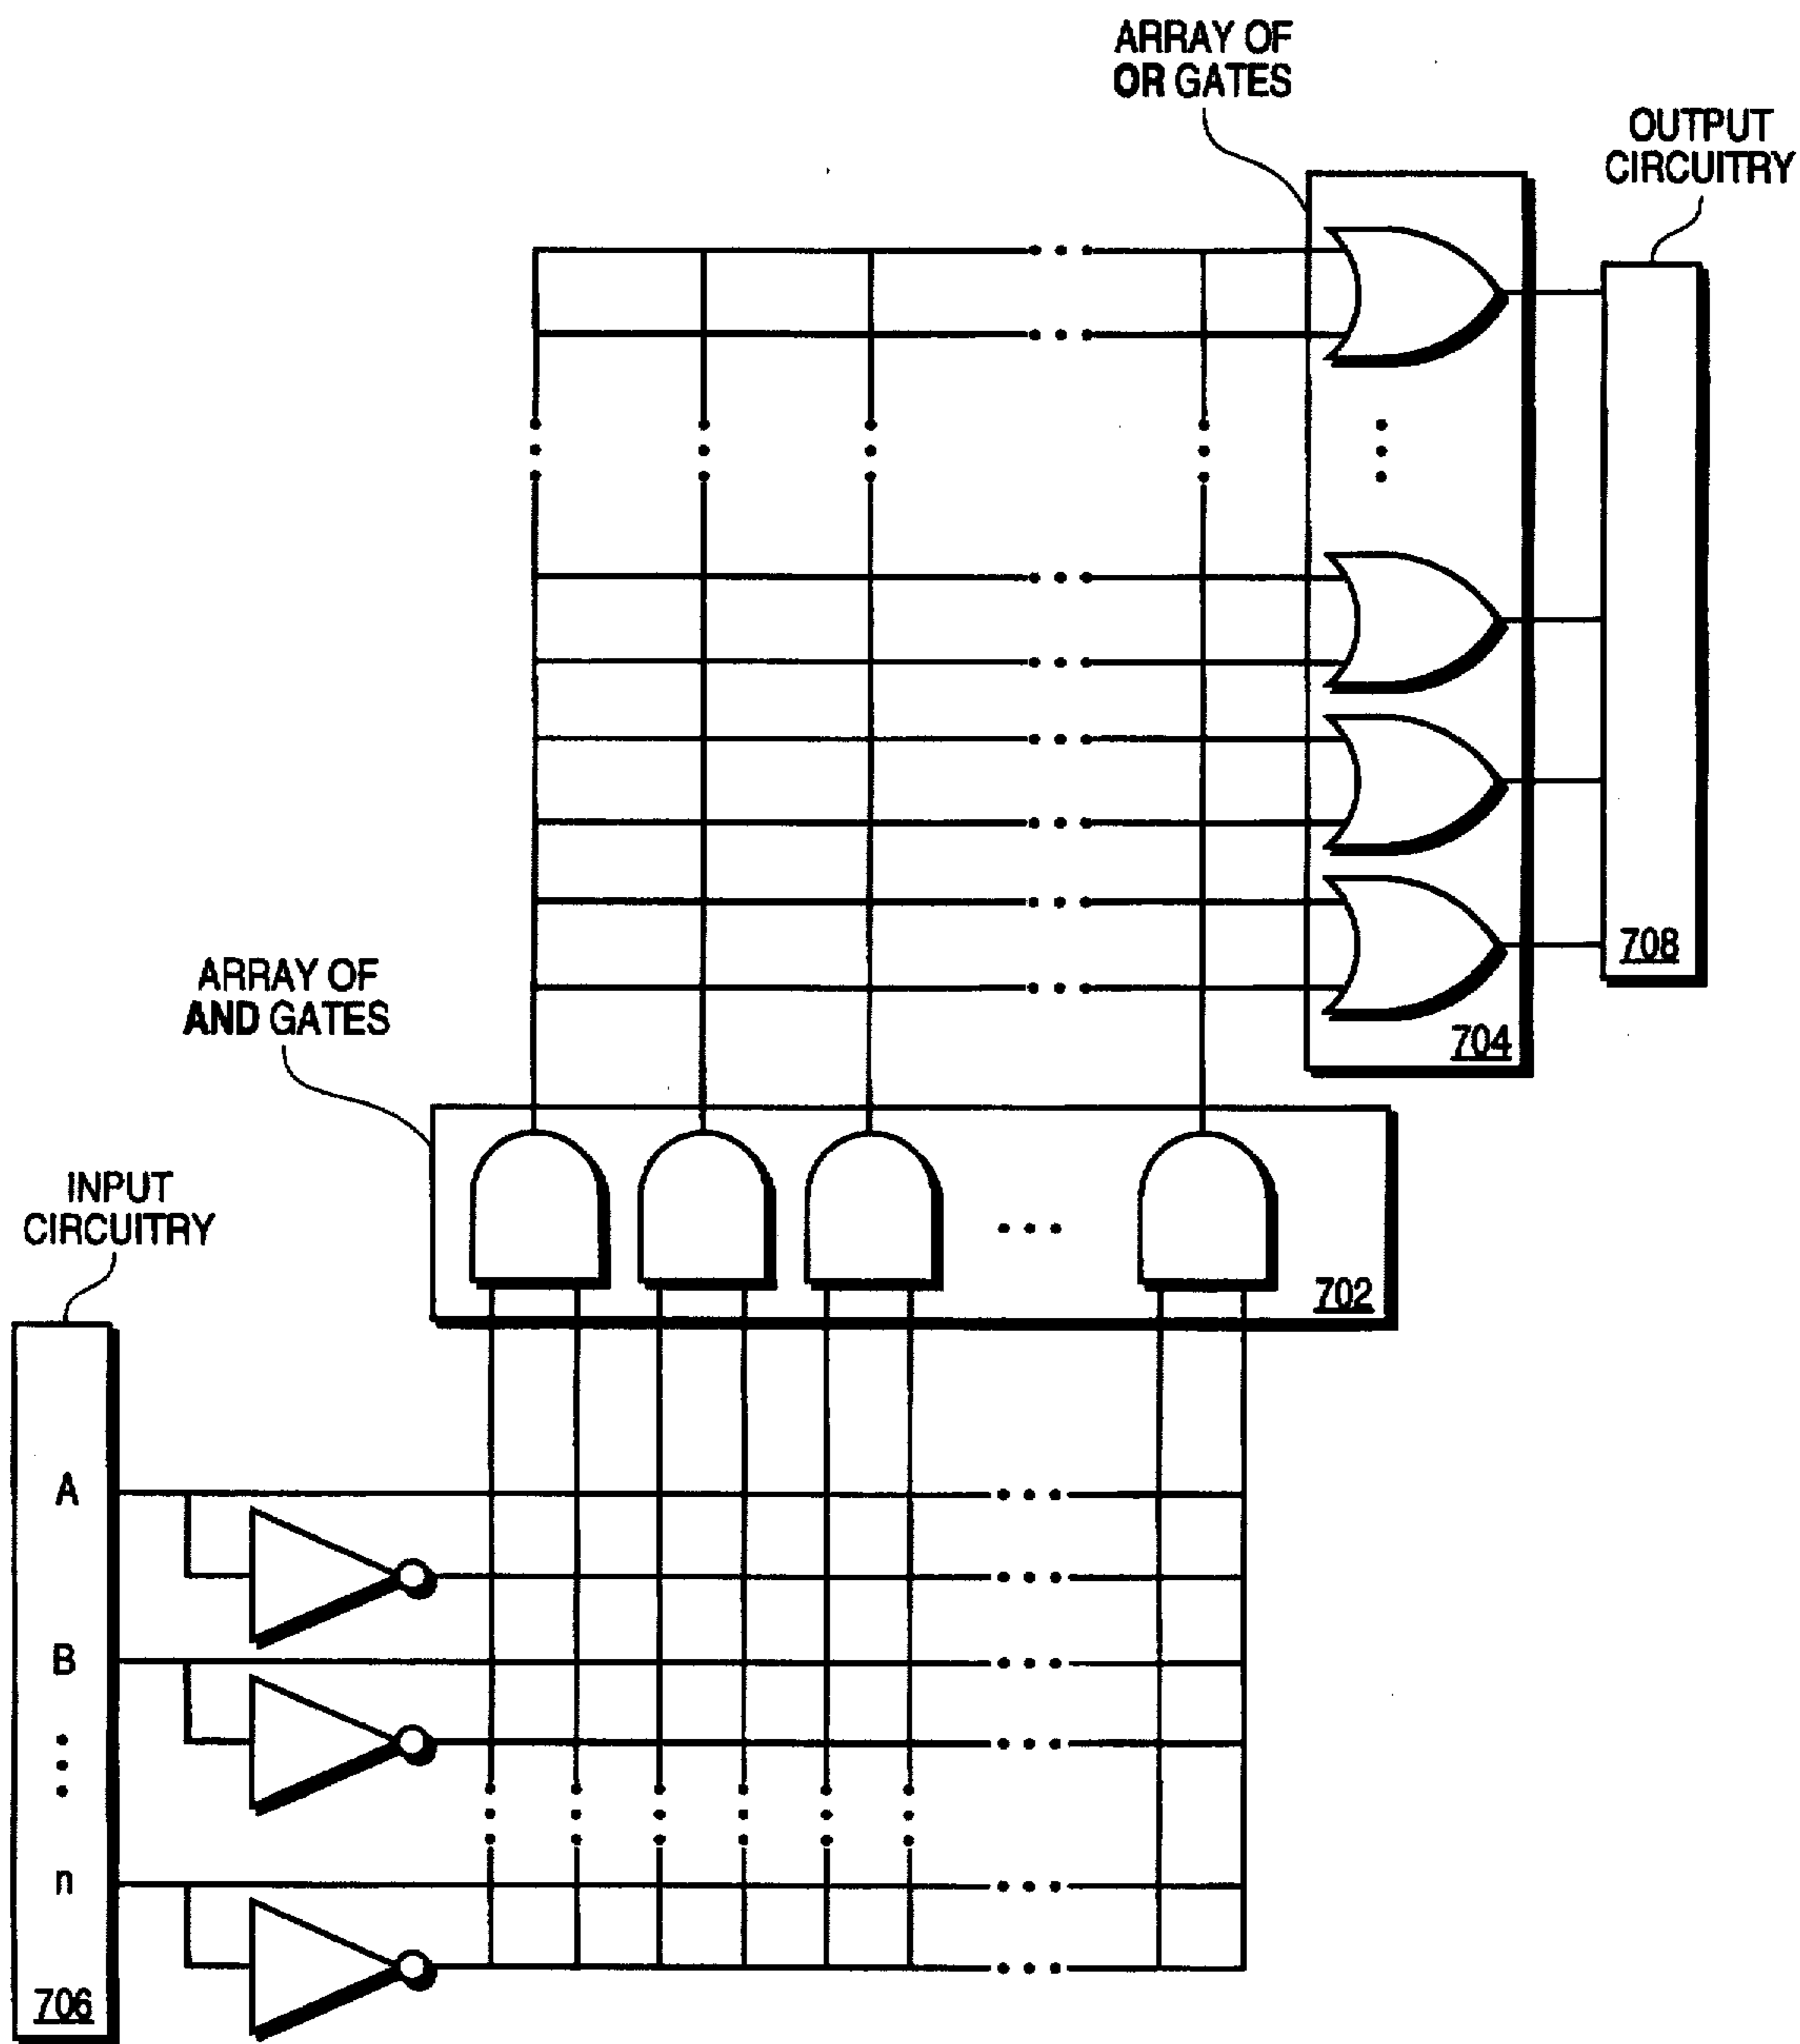 ARRAY OF
OR GATES
OUTPUT
CIRCUITRY
708
704
ARRAY OF
AND GATES
702
INPUT
CIRCUITRY
A
B
n
706